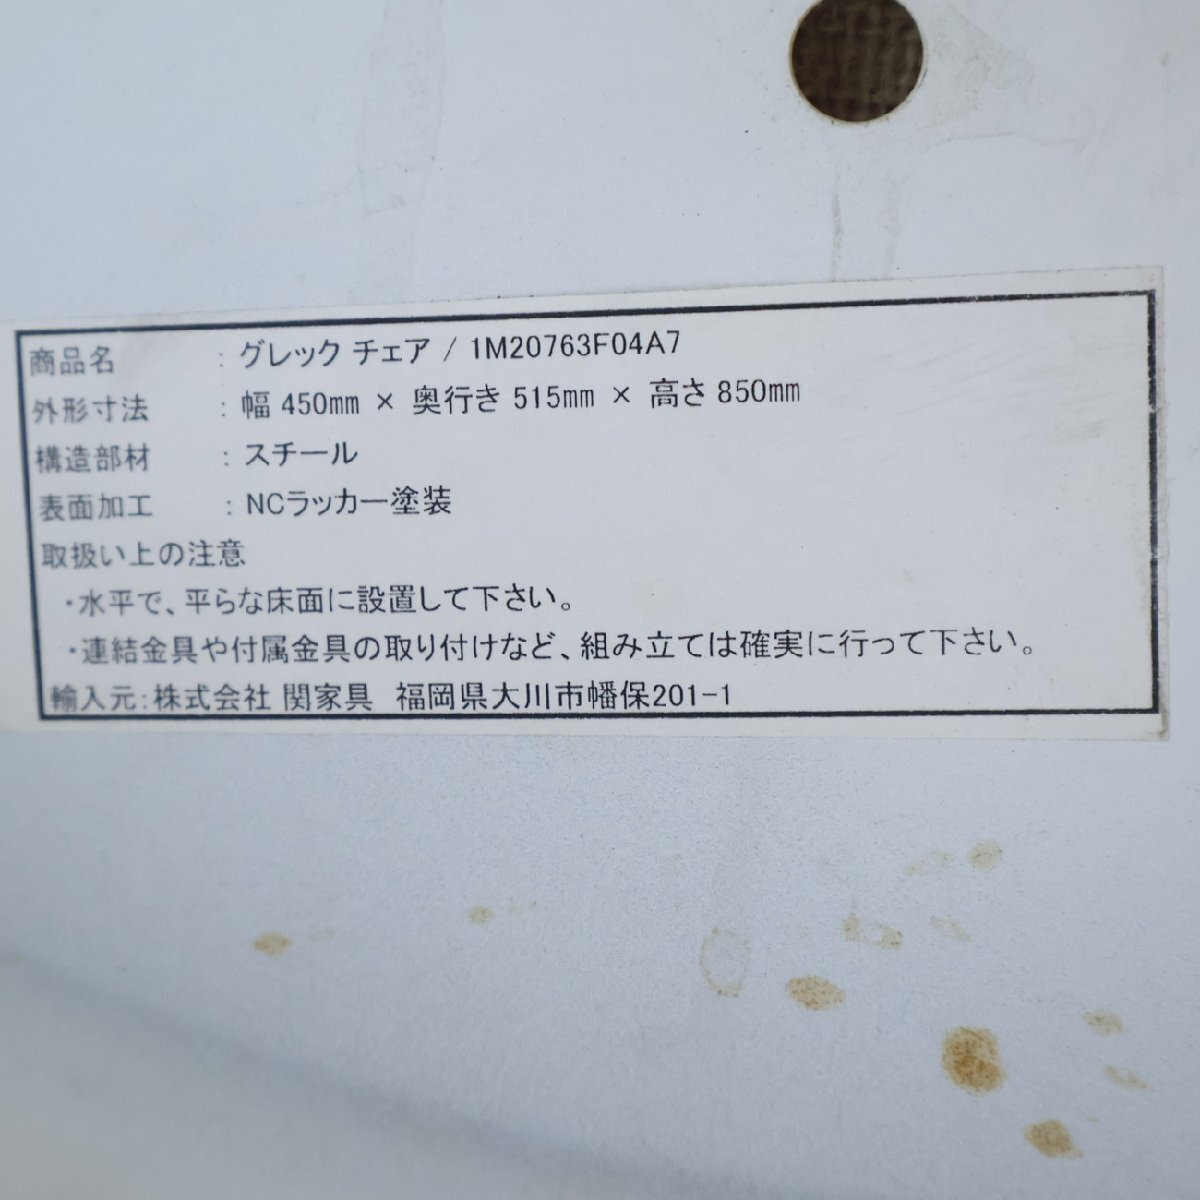 商品名 : グレック チェア / 1M20763F04A7
外形寸法 : 幅 450mm × 奥行き 515mm × 高さ 850mm
構造部材 : スチール
表面加工 : NCラッカー塗装
取扱い上の注意
・水平で、平らな床面に設置して下さい。
・連結金具や付属金具の取り付けなど、組み立ては確実に行って下さい。
輸入元:株式会社 関家具 福岡県大川市幡保201-1